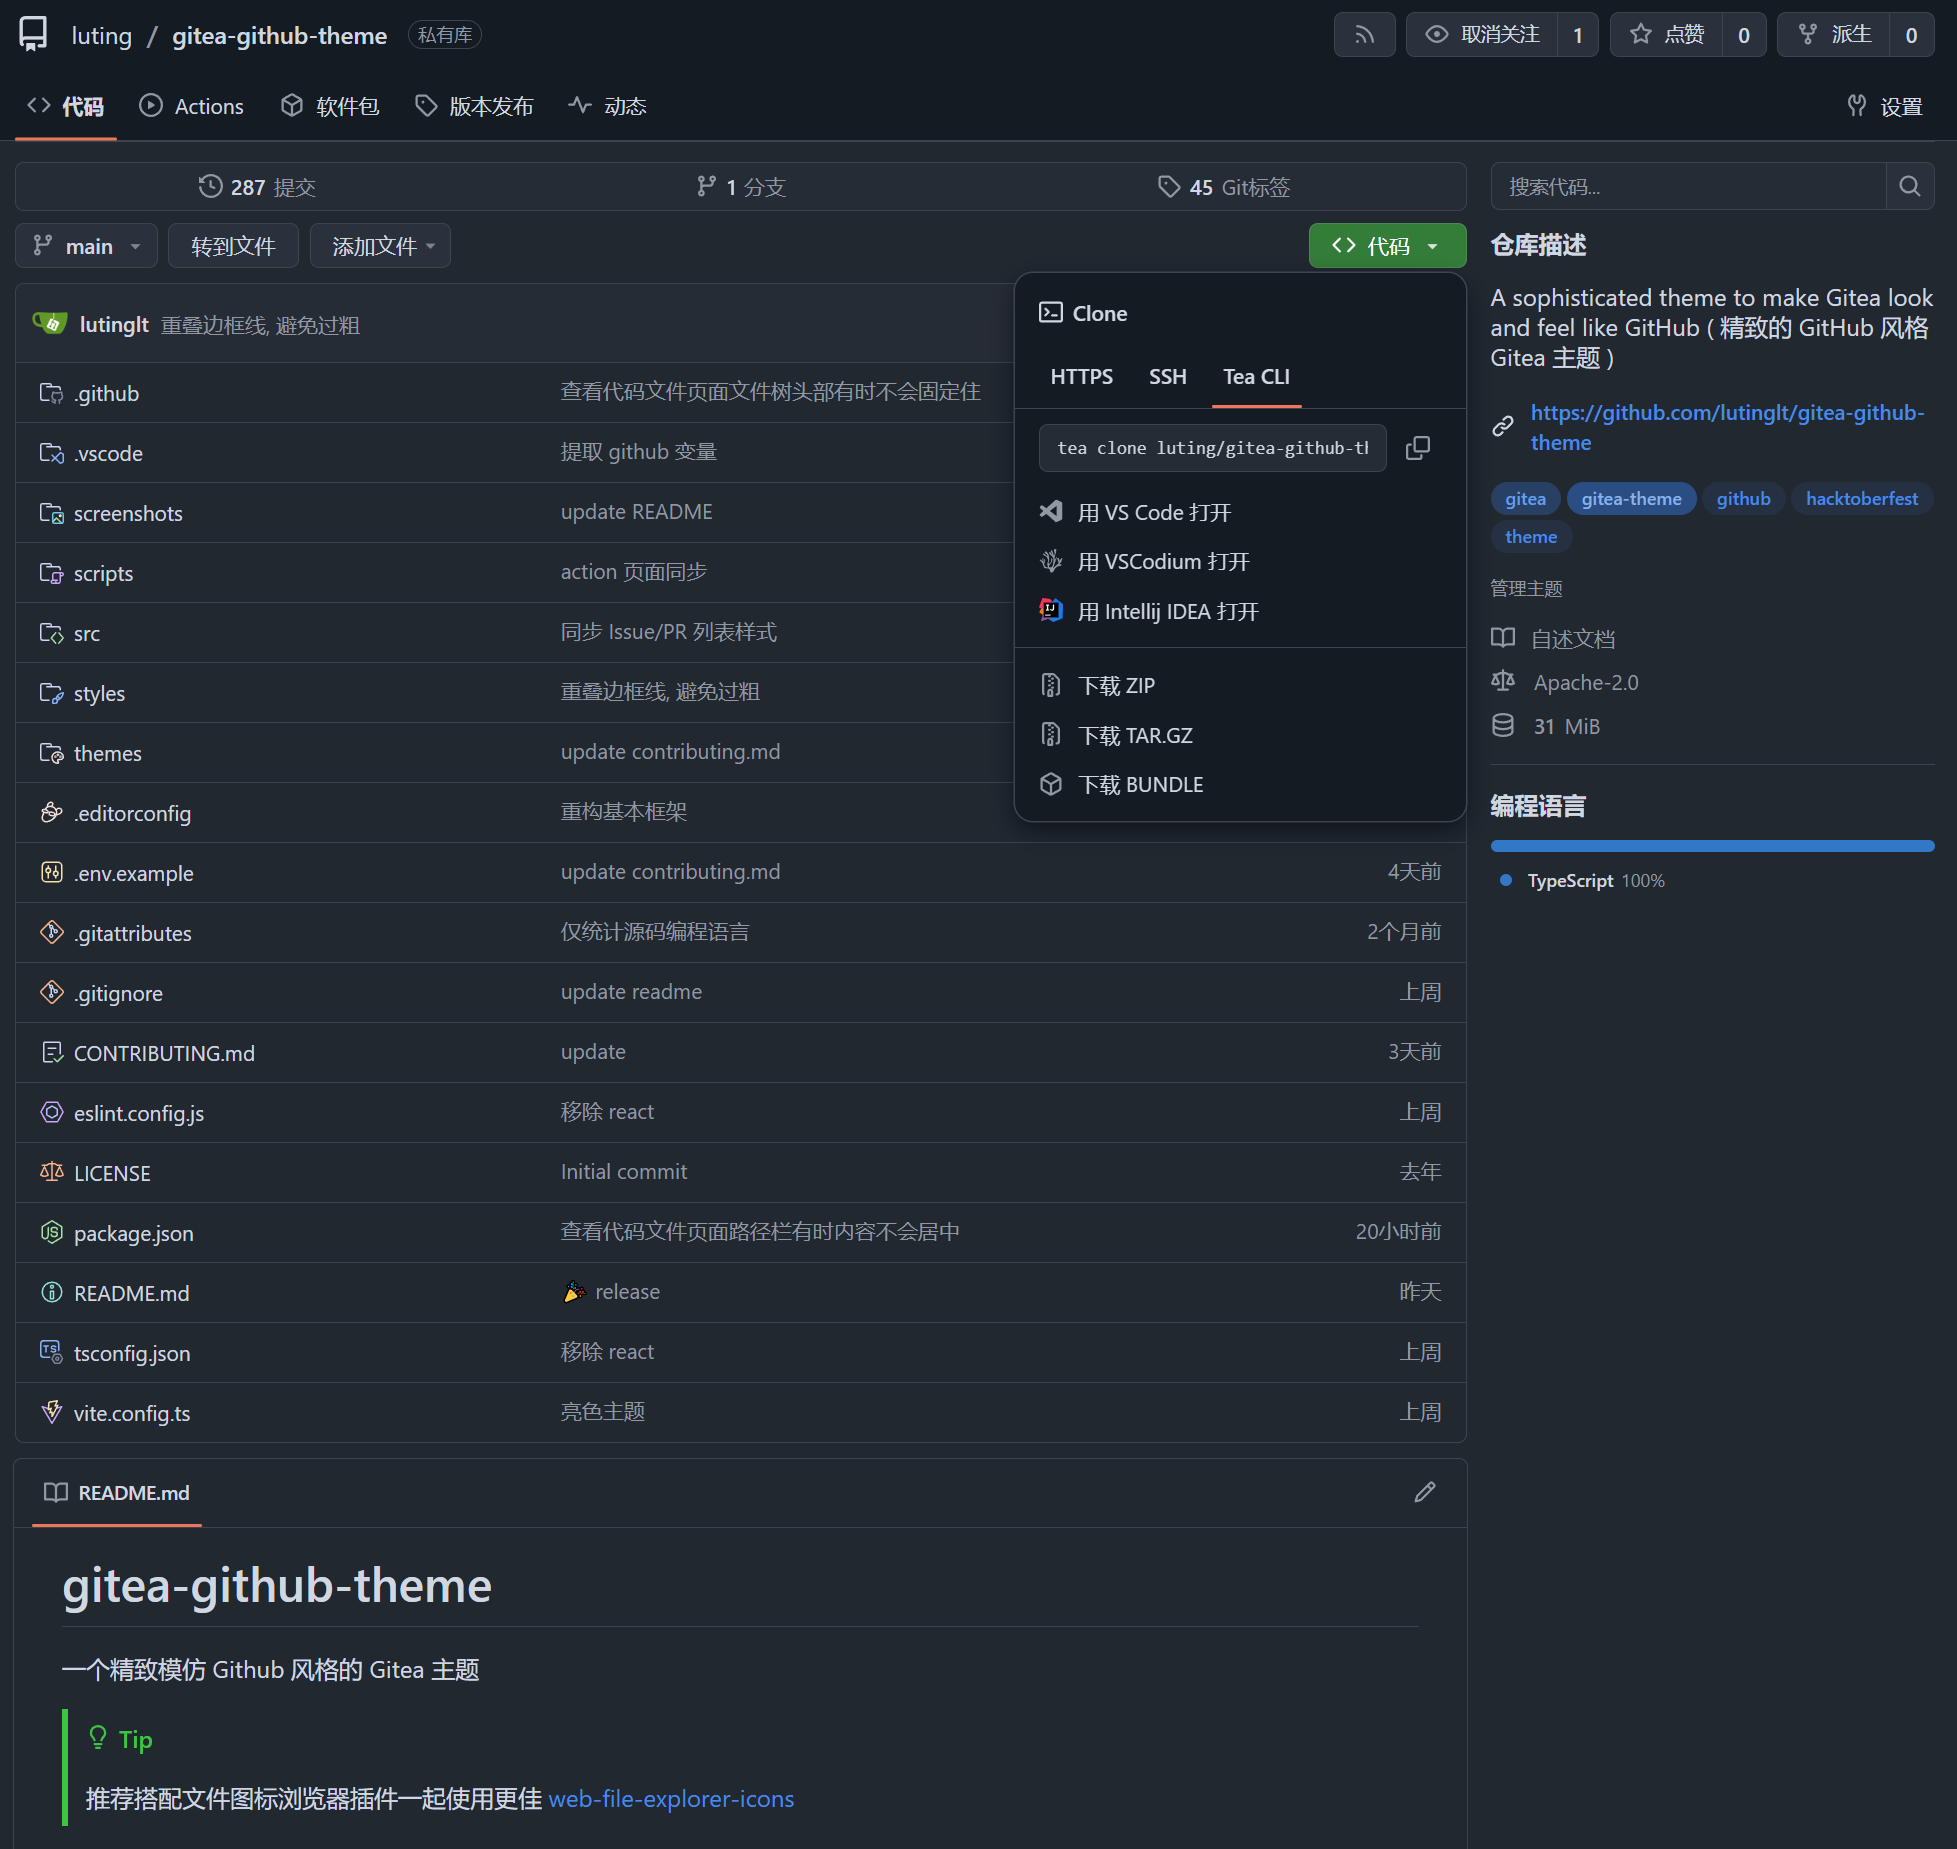 luting / gitea-github-theme 私有库
取消关注 1 点赞 0 派生 0
代码 Actions 软件包 版本发布 动态 设置
287 提交 1 分支 45 Git标签
搜索代码...
main 转到文件 添加文件 代码
lutinglt 重叠边框线, 避免过粗
.github 查看代码文件页面文件树头部有时不会固定住
.vscode 提取 github 变量
screenshots update README
scripts action 页面同步
src 同步 Issue/PR 列表样式
styles 重叠边框线, 避免过粗
themes update contributing.md
.editorconfig 重构基本框架
.env.example update contributing.md 4天前
.gitattributes 仅统计源码编程语言 2个月前
.gitignore update readme 上周
CONTRIBUTING.md update 3天前
eslint.config.js 移除 react 上周
LICENSE Initial commit 去年
package.json 查看代码文件页面路径栏有时内容不会居中 20小时前
README.md 🎉 release 昨天
tsconfig.json 移除 react 上周
vite.config.ts 亮色主题 上周
Clone
HTTPS SSH Tea CLI
tea clone luting/gitea-github-th
用 VS Code 打开
用 VSCodium 打开
用 Intellij IDEA 打开
下载 ZIP
下载 TAR.GZ
下载 BUNDLE
仓库描述
A sophisticated theme to make Gitea look
and feel like GitHub ( 精致的 GitHub 风格
Gitea 主题 )
https://github.com/lutinglt/gitea-github-
theme
gitea gitea-theme github hacktoberfest
theme
管理主题
自述文档
Apache-2.0
31 MiB
编程语言
TypeScript 100%
README.md
gitea-github-theme
一个精致模仿 Github 风格的 Gitea 主题
Tip
推荐搭配文件图标浏览器插件一起使用更佳 web-file-explorer-icons